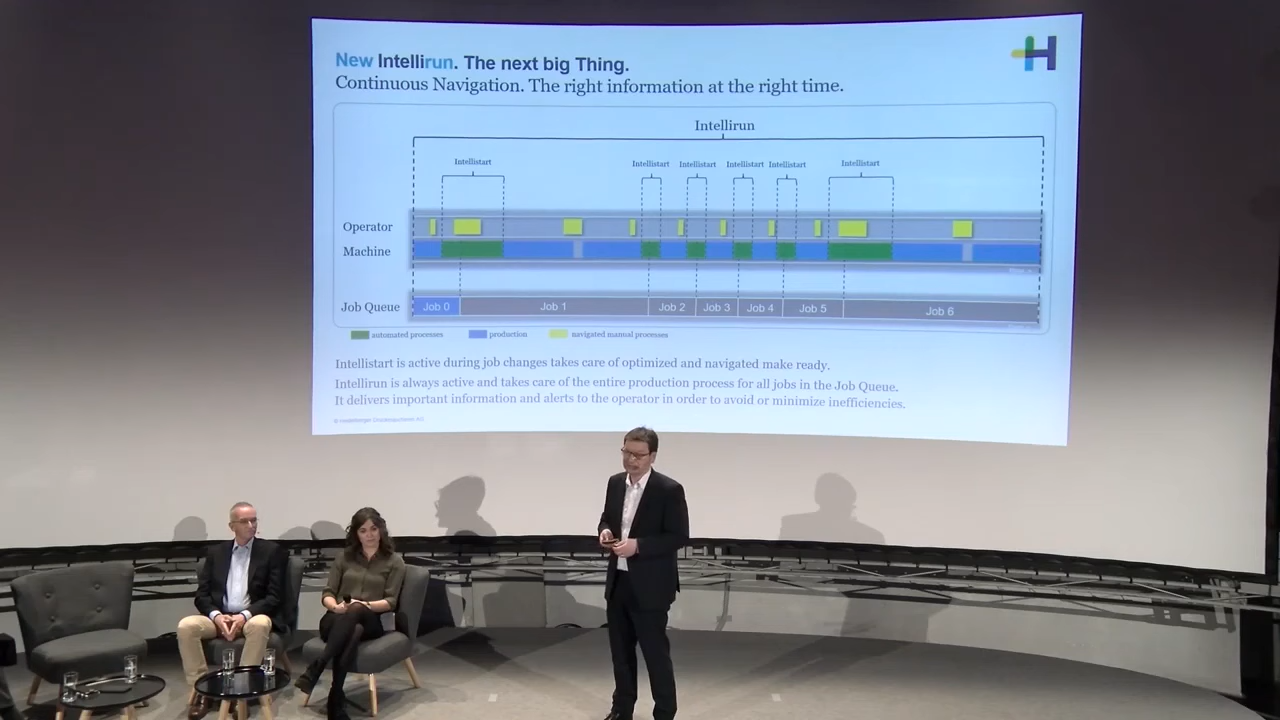 New Intellirun. The next big Thing.
Continuous Navigation. The right information at the right time.
Intellirun
Intellistart
Intellistart Intellistart Intellistart Intellistart
Intellistart
Operator
Machine
Job Queue
Job 0 Job 1 Job 2 Job 3 Job 4 Job 5 Job 6
automated processes production navigated manual processes
Intellistart is active during job changes takes care of optimized and navigated make ready.
Intellirun is always active and takes care of the entire production process for all jobs in the Job Queue.
It delivers important information and alerts to the operator in order to avoid or minimize inefficiencies.